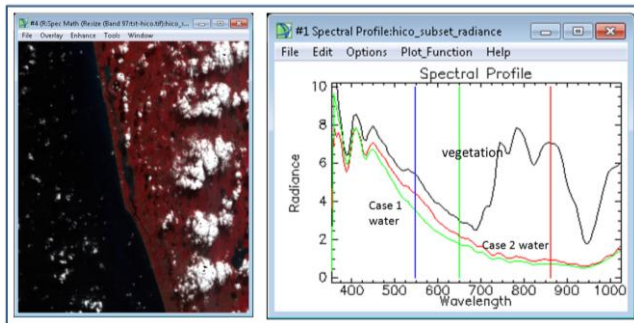 #4 (R:Spec Math (Resize (Band 97:txt-hico.tif):hico_s...
File Overlay Enhance Tools Window
#1 Spectral Profile:hico_subset_radiance
File Edit Options Plot_Function Help
Spectral Profile
10
8
6
4
2
0
Radiance
vegetation
Case 1
water
Case 2 water
400 500 600 700 800 900 1000
Wavelength